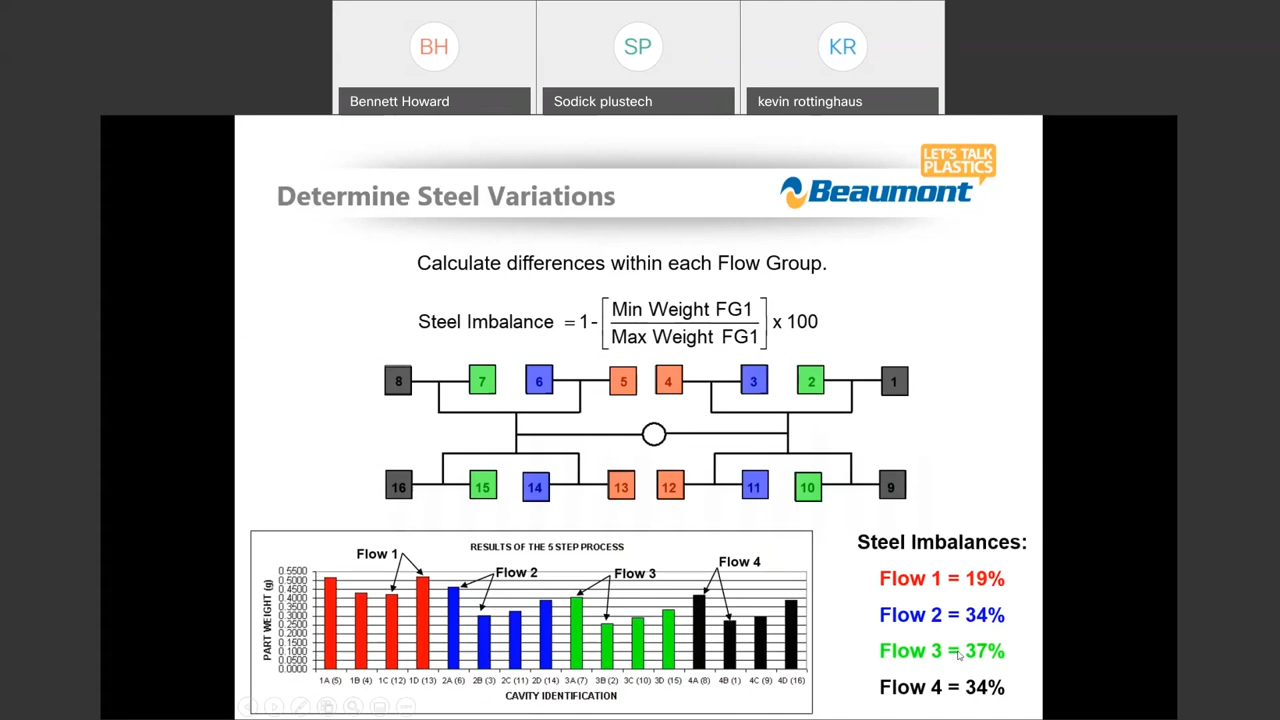 BH
SP
KR
Bennett Howard
Sodick plustech
kevin rottinghaus
LET'S TALK
PLASTICS
Determine Steel Variations
Beaumont
Calculate differences within each Flow Group.
Steel Imbalance = 1 - [Min Weight FG1 / Max Weight FG1] x 100
8 7 6 5 4 3 2 1
16 15 14 13 12 11 10 9
RESULTS OF THE 5 STEP PROCESS
Flow 1
Flow 2
Flow 3
Flow 4
PART WEIGHT (g)
0.5500
0.5000
0.4500
0.4000
0.3500
0.3000
0.2500
0.2000
0.1500
0.1000
0.0500
0.0000
1A (5) 1B (4) 1C (12) 1D (13) 2A (6) 2B (3) 2C (11) 2D (14) 3A (7) 3B (2) 3C (10) 3D (15) 4A (8) 4B (1) 4C (9) 4D (16)
CAVITY IDENTIFICATION
Steel Imbalances:
Flow 1 = 19%
Flow 2 = 34%
Flow 3 = 37%
Flow 4 = 34%